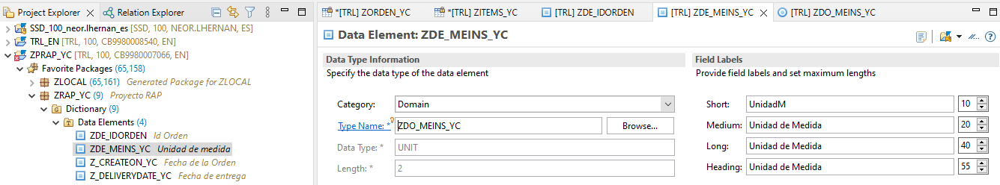 Project Explorer
Relation Explorer
SSD_100_neor.lhernan_es [SSD, 100, NEOR.LHERNAN, ES]
TRL_EN [TRL, 100, CB9980008540, EN]
ZPRAP_YC [TRL, 100, CB9980007066, EN]
Favorite Packages (65,158)
ZLOCAL (65,161) Generated Package for ZLOCAL
ZRAP_YC (9) Proyecto RAP
Dictionary (9)
Data Elements (4)
ZDE_IDORDEN Id Orden
ZDE_MEINS_YC Unidad de medida
Z_CREATEON_YC Fecha de la Orden
Z_DELIVERYDATE_YC Fecha de entrega
*[TRL] ZORDEN_YC
*[TRL] ZITEMS_YC
[TRL] ZDE_IDORDEN
[TRL] ZDE_MEINS_YC
[TRL] ZDO_MEINS_YC
Data Element: ZDE_MEINS_YC
Data Type Information
Specify the data type of the data element
Category: Domain
Type Name: * ZDO_MEINS_YC Browse...
Data Type: * UNIT
Length: * 2
Field Labels
Provide field labels and set maximum lengths
Short: UnidadM 10
Medium: Unidad de Medida 20
Long: Unidad de Medida 40
Heading: Unidad de Medida 55